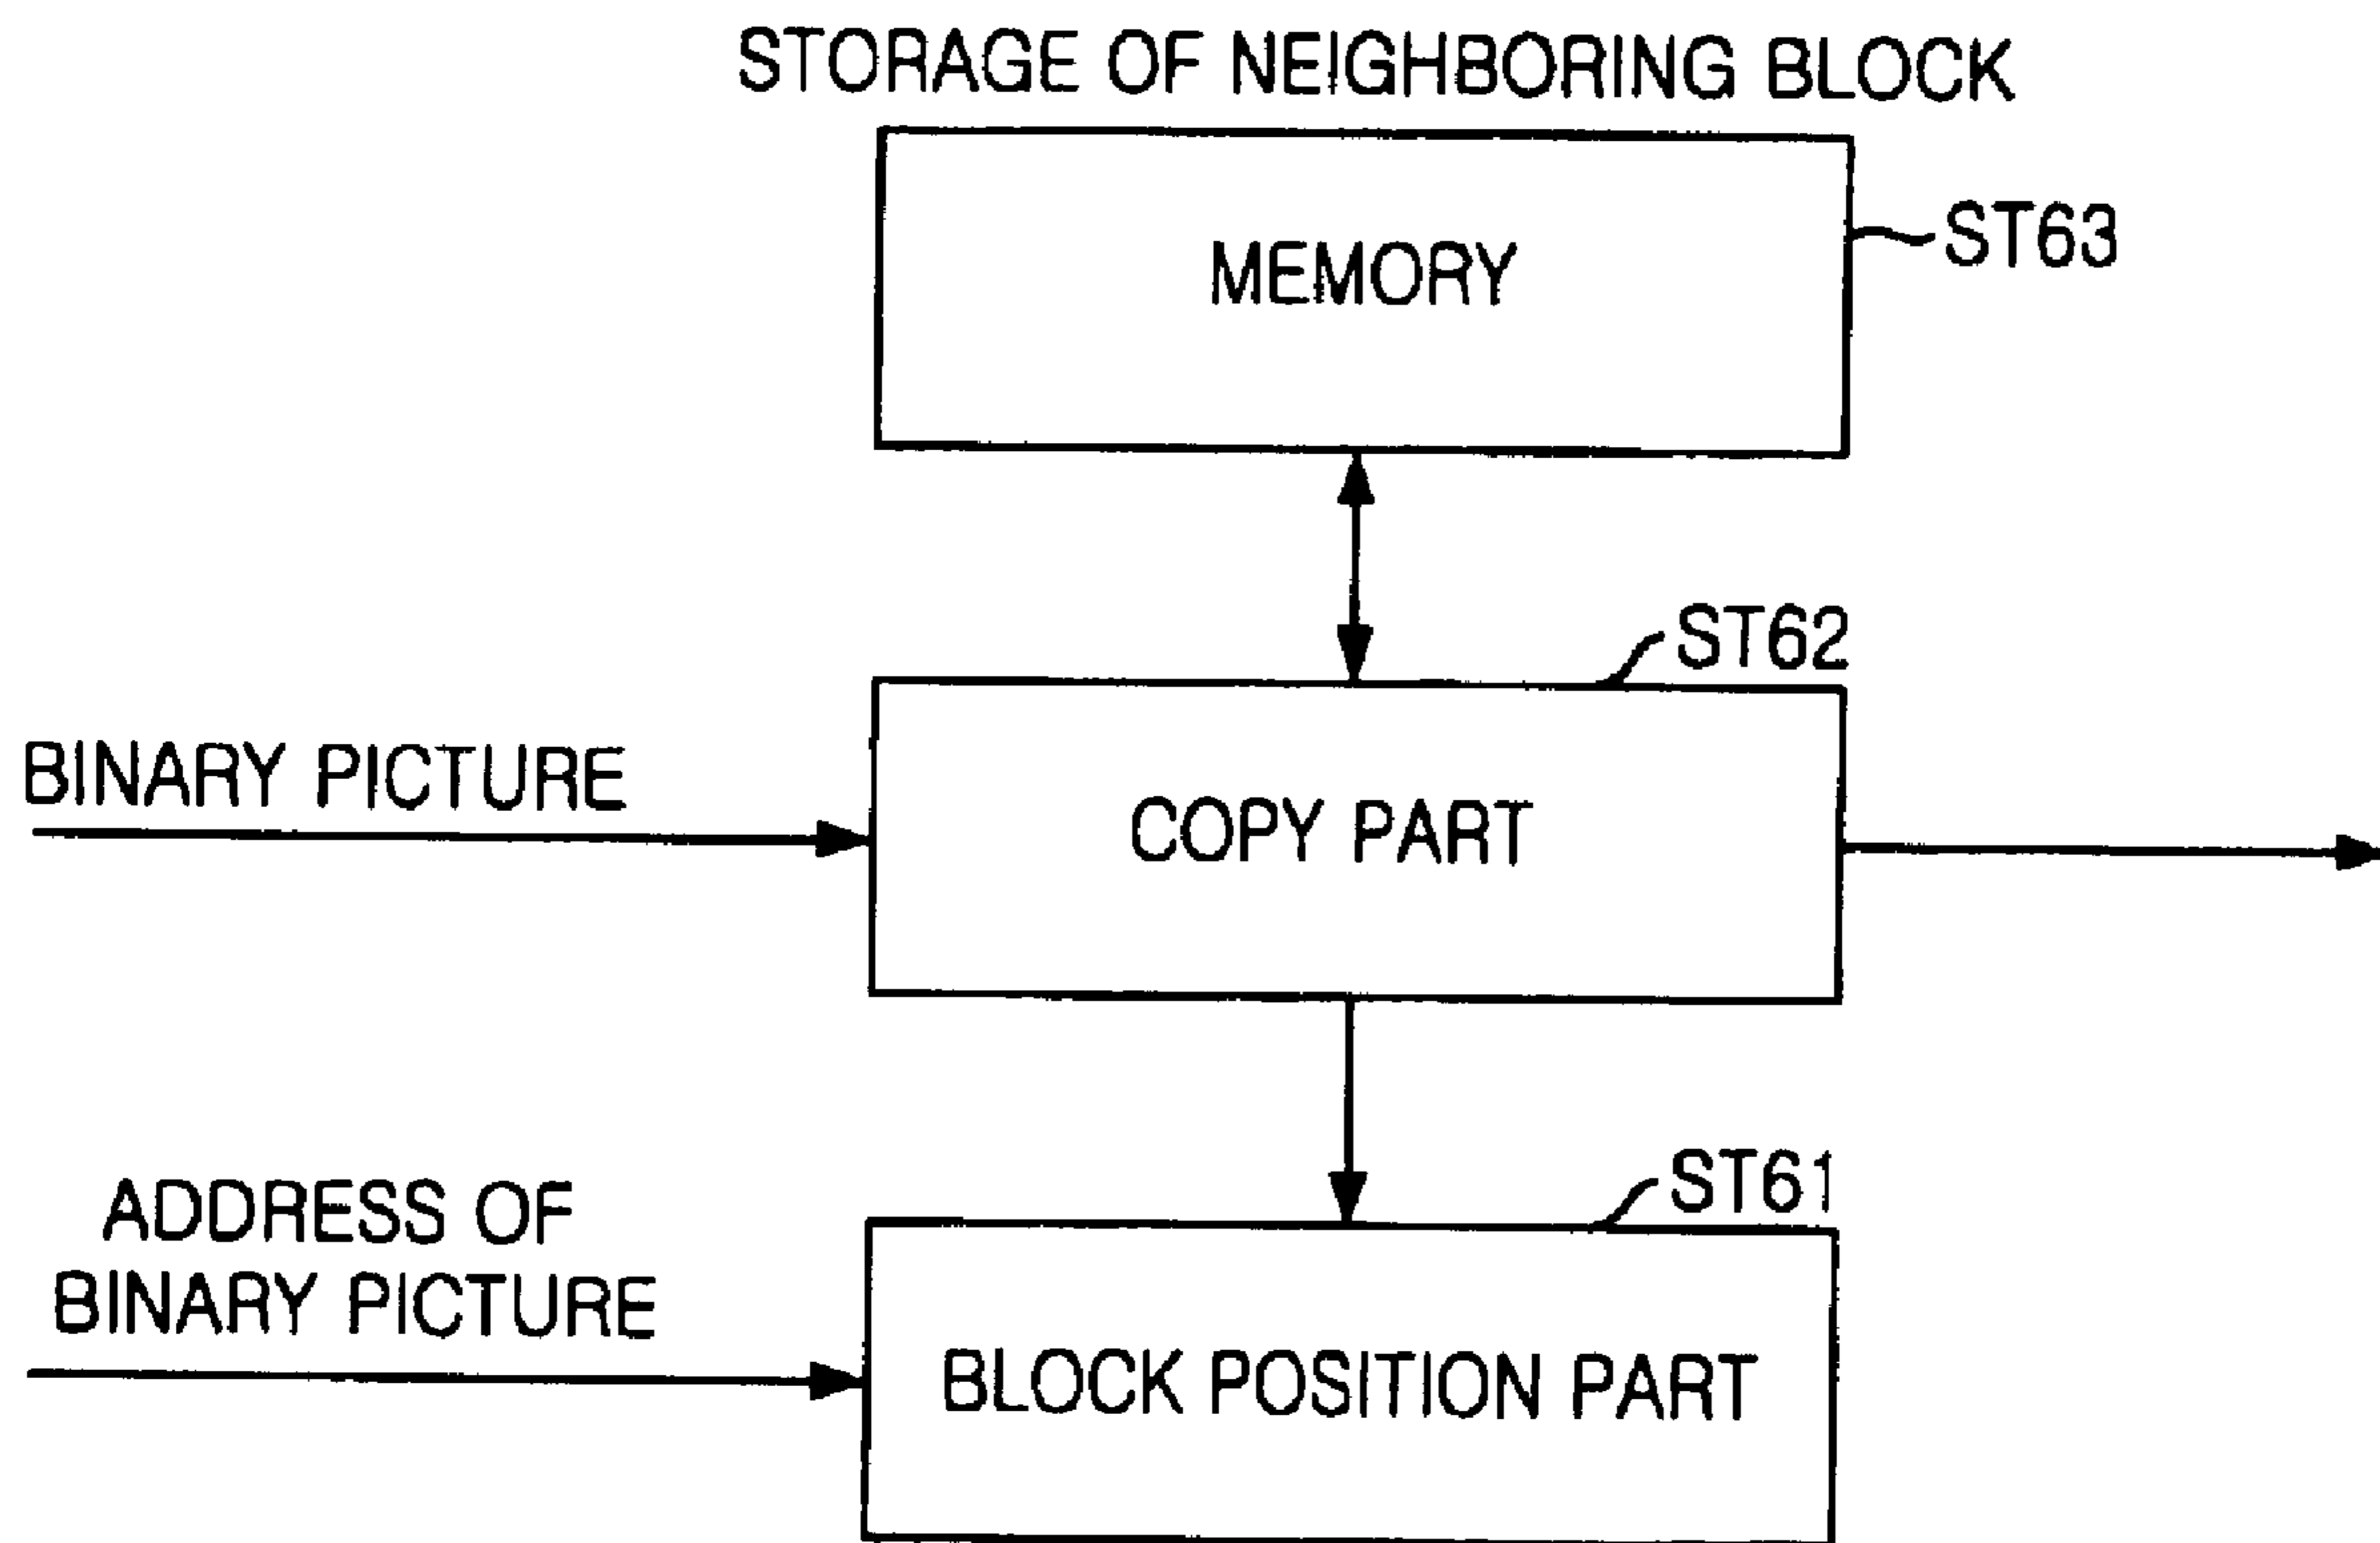 STORAGE OF NEIGHBORING BLOCK
MEMORY
ST63
ST62
BINARY PICTURE
COPY PART
ST61
ADDRESS OF
BINARY PICTURE
BLOCK POSITION PART